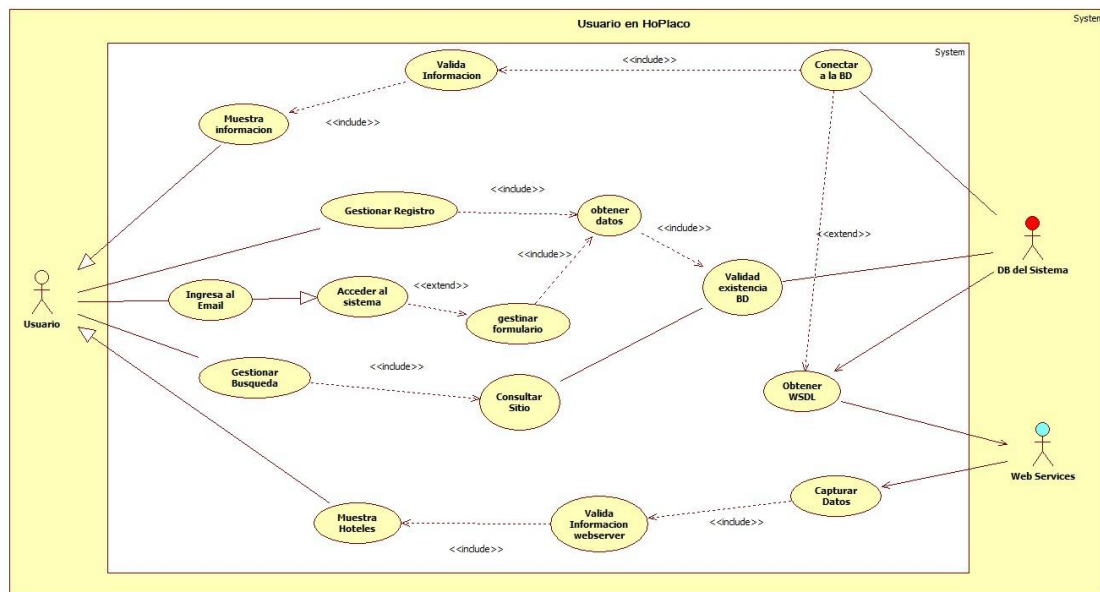 Usuario en HoPlaco
System
System
Valida
Informacion
<<include>>
Conectar
a la BD
Muestra
informacion
<<include>>
Gestionar Registro
<<include>>
obtener
datos
<<include>>
<<include>>
<<extend>>
DB del Sistema
Validad
existencia
BD
Usuario
Ingresa al
Email
Acceder al
sistema
<<extend>>
gestinar
formulario
Gestionar
Busqueda
<<include>>
Consultar
Sitio
Obtener
WSDL
Web Services
Capturar
Datos
Muestra
Hoteles
<<include>>
Valida
Informacion
webserver
<<include>>